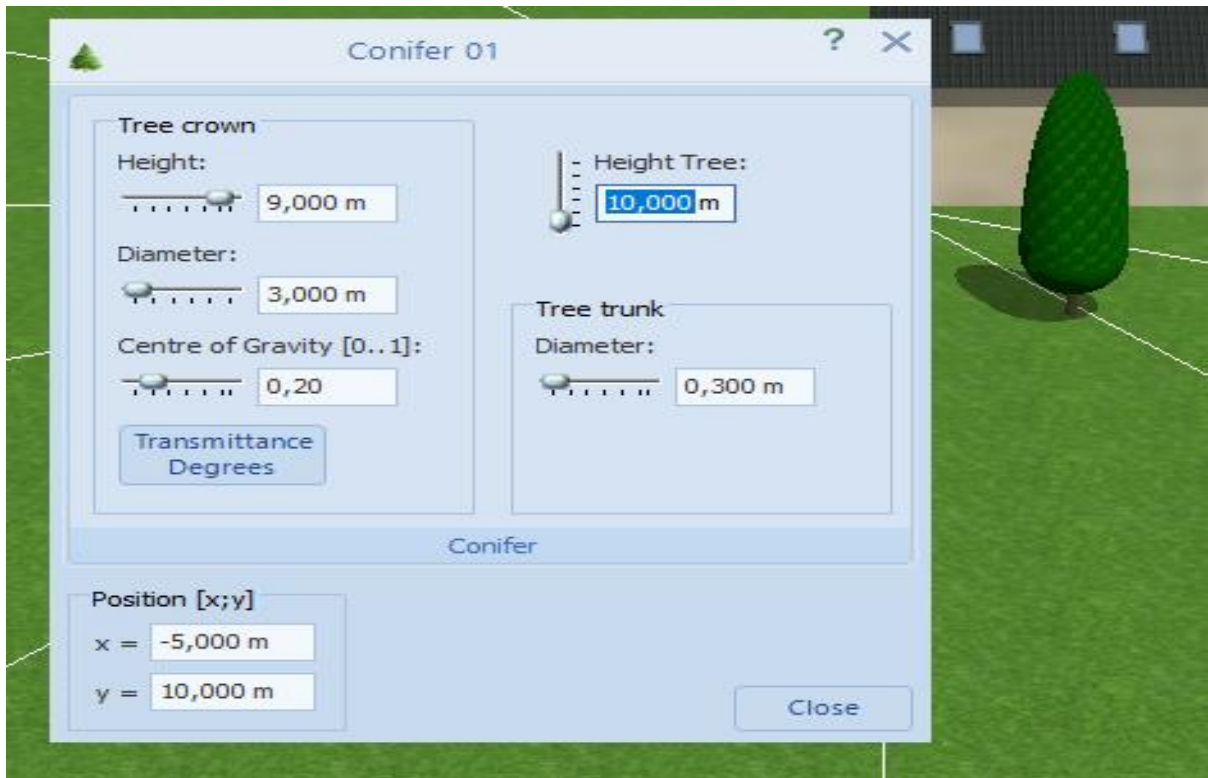 Conifer 01
?
Tree crown
Height:
9,000 m
Diameter:
3,000 m
Centre of Gravity [0..1]:
0,20
Transmittance
Degrees
Height Tree:
10,000 m
Tree trunk
Diameter:
0,300 m
Conifer
Position [x;y]
x = -5,000 m
y = 10,000 m
Close